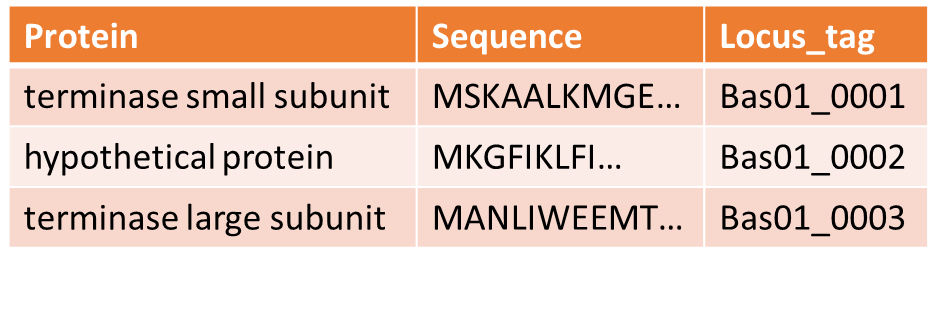 Protein Sequence Locus_tag
terminase small subunit MSKAALKMGE... Bas01_0001
hypothetical protein MKGFIKLFI... Bas01_0002
terminase large subunit MANLIWEEMT... Bas01_0003